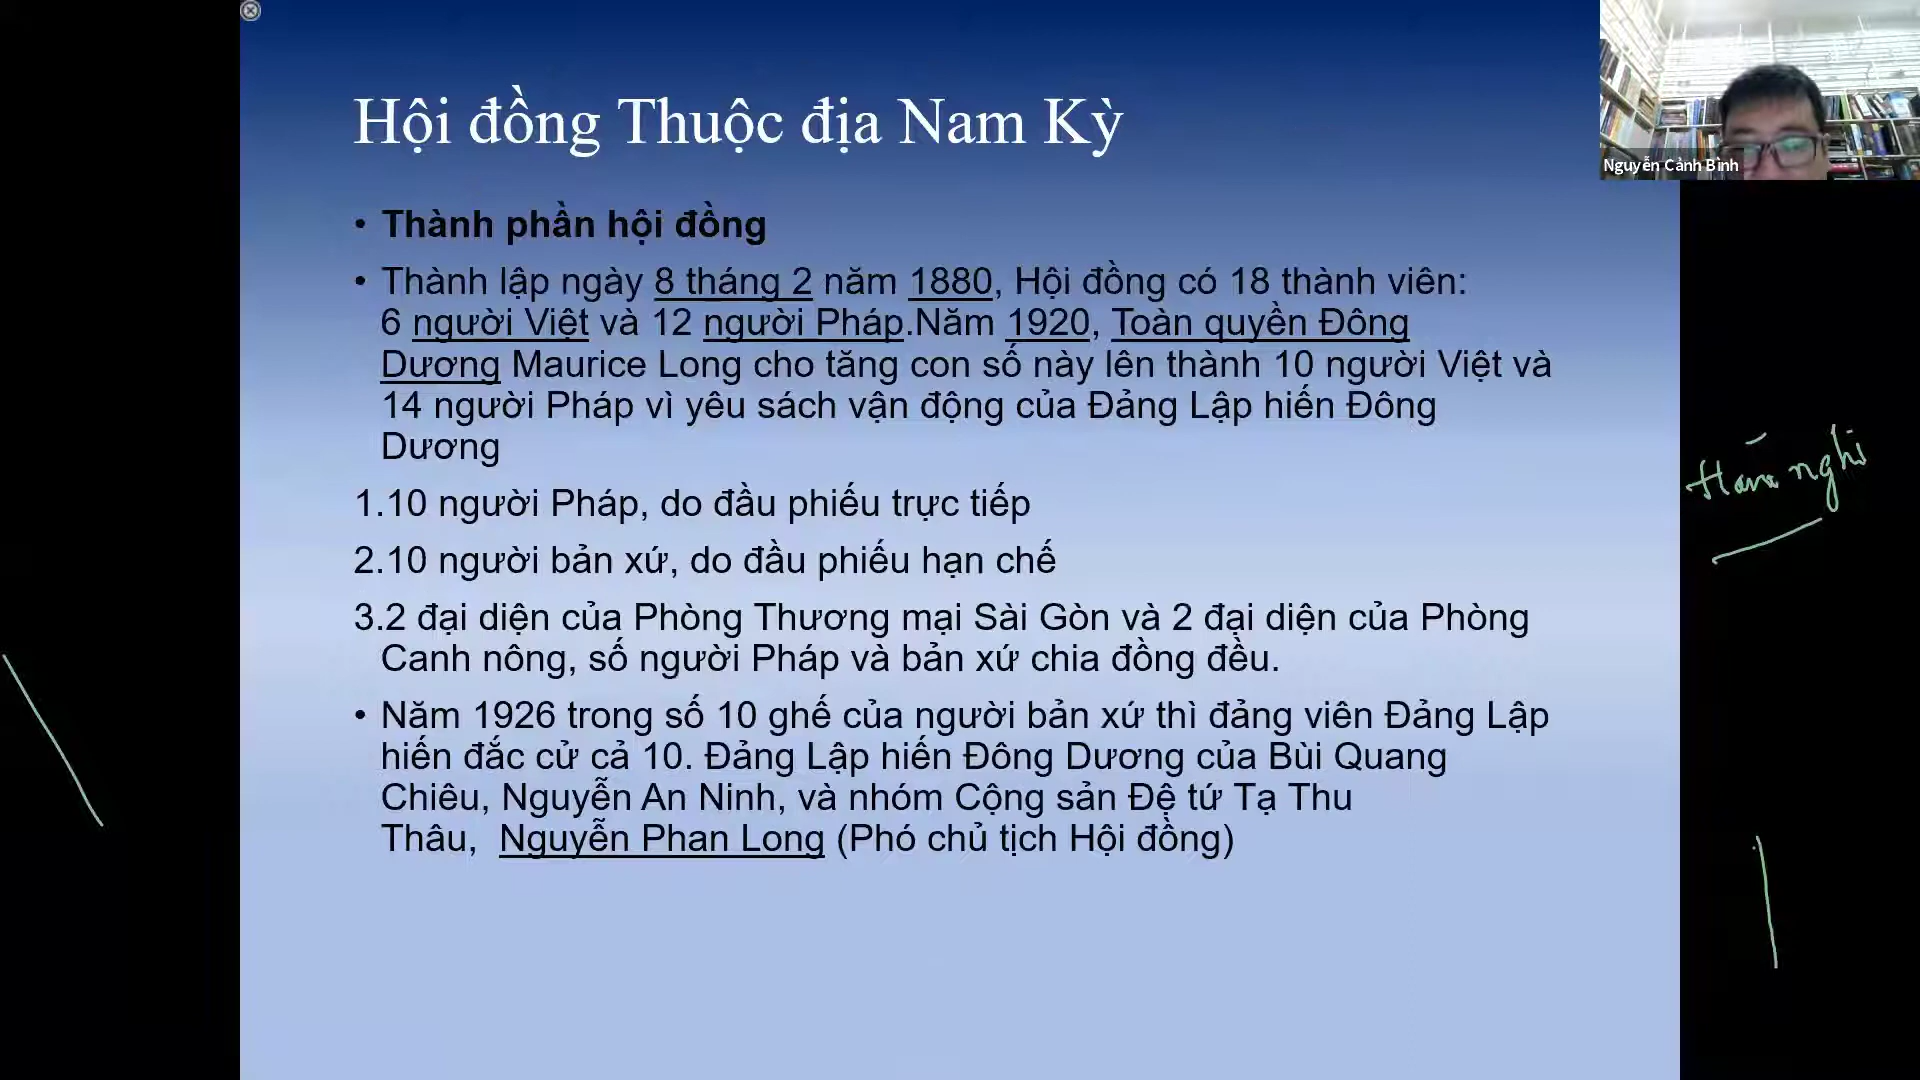 Hội đồng Thuộc địa Nam Kỳ
Nguyễn Cảnh Bình
• Thành phần hội đồng
• Thành lập ngày 8 tháng 2 năm 1880, Hội đồng có 18 thành viên:
6 người Việt và 12 người Pháp.Năm 1920, Toàn quyền Đông
Dương Maurice Long cho tăng con số này lên thành 10 người Việt và
14 người Pháp vì yêu sách vận động của Đảng Lập hiến Đông
Dương
1.10 người Pháp, do đầu phiếu trực tiếp
2.10 người bản xứ, do đầu phiếu hạn chế
3.2 đại diện của Phòng Thương mại Sài Gòn và 2 đại diện của Phòng
Canh nông, số người Pháp và bản xứ chia đồng đều.
• Năm 1926 trong số 10 ghế của người bản xứ thì đảng viên Đảng Lập
hiến đắc cử cả 10. Đảng Lập hiến Đông Dương của Bùi Quang
Chiêu, Nguyễn An Ninh, và nhóm Cộng sản Đệ tứ Tạ Thu
Thâu,  Nguyễn Phan Long (Phó chủ tịch Hội đồng)
nghi